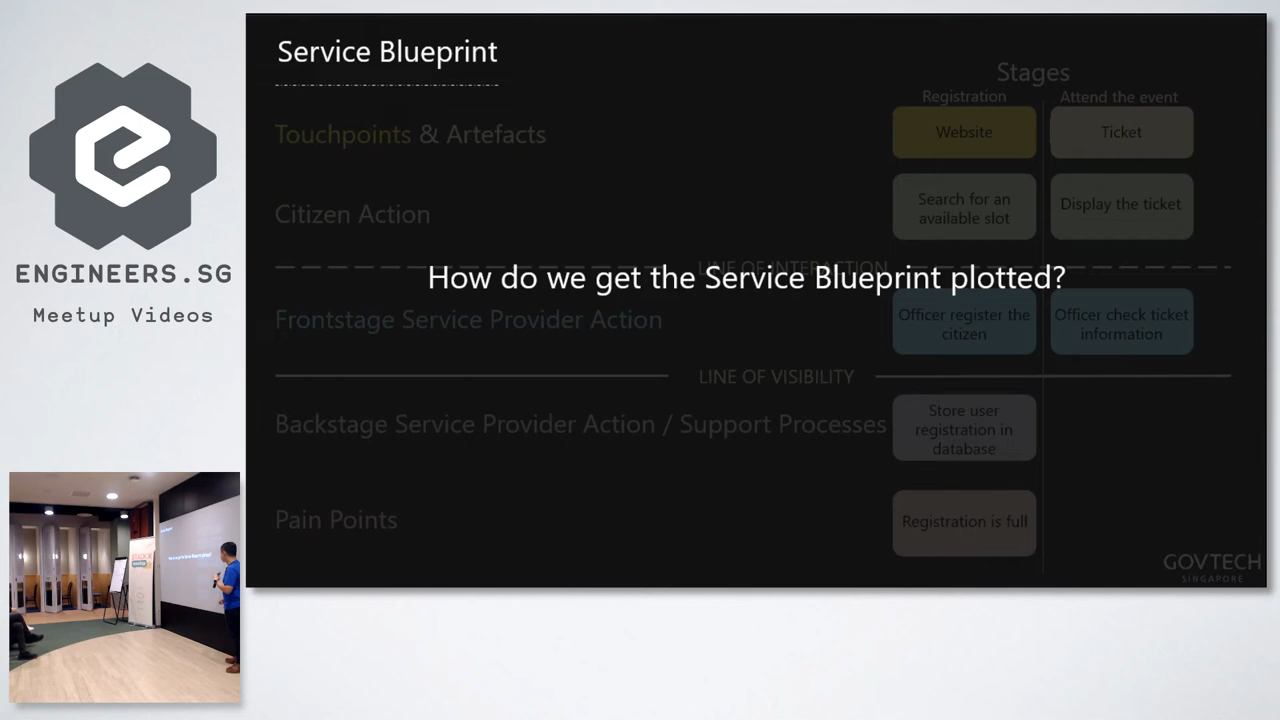 ENGINEERS.SG
Meetup Videos
Service Blueprint
Stages
Registration
Attend the event
Touchpoints & Artefacts
Website
Ticket
Citizen Action
Search for an
available slot
Display the ticket
LINE OF INTERACTION
How do we get the Service Blueprint plotted?
Frontstage Service Provider Action
Officer register the
citizen
Officer check ticket
information
LINE OF VISIBILITY
Backstage Service Provider Action / Support Processes
Store user
registration in
database
Pain Points
Registration is full
GOVTECH
SINGAPORE